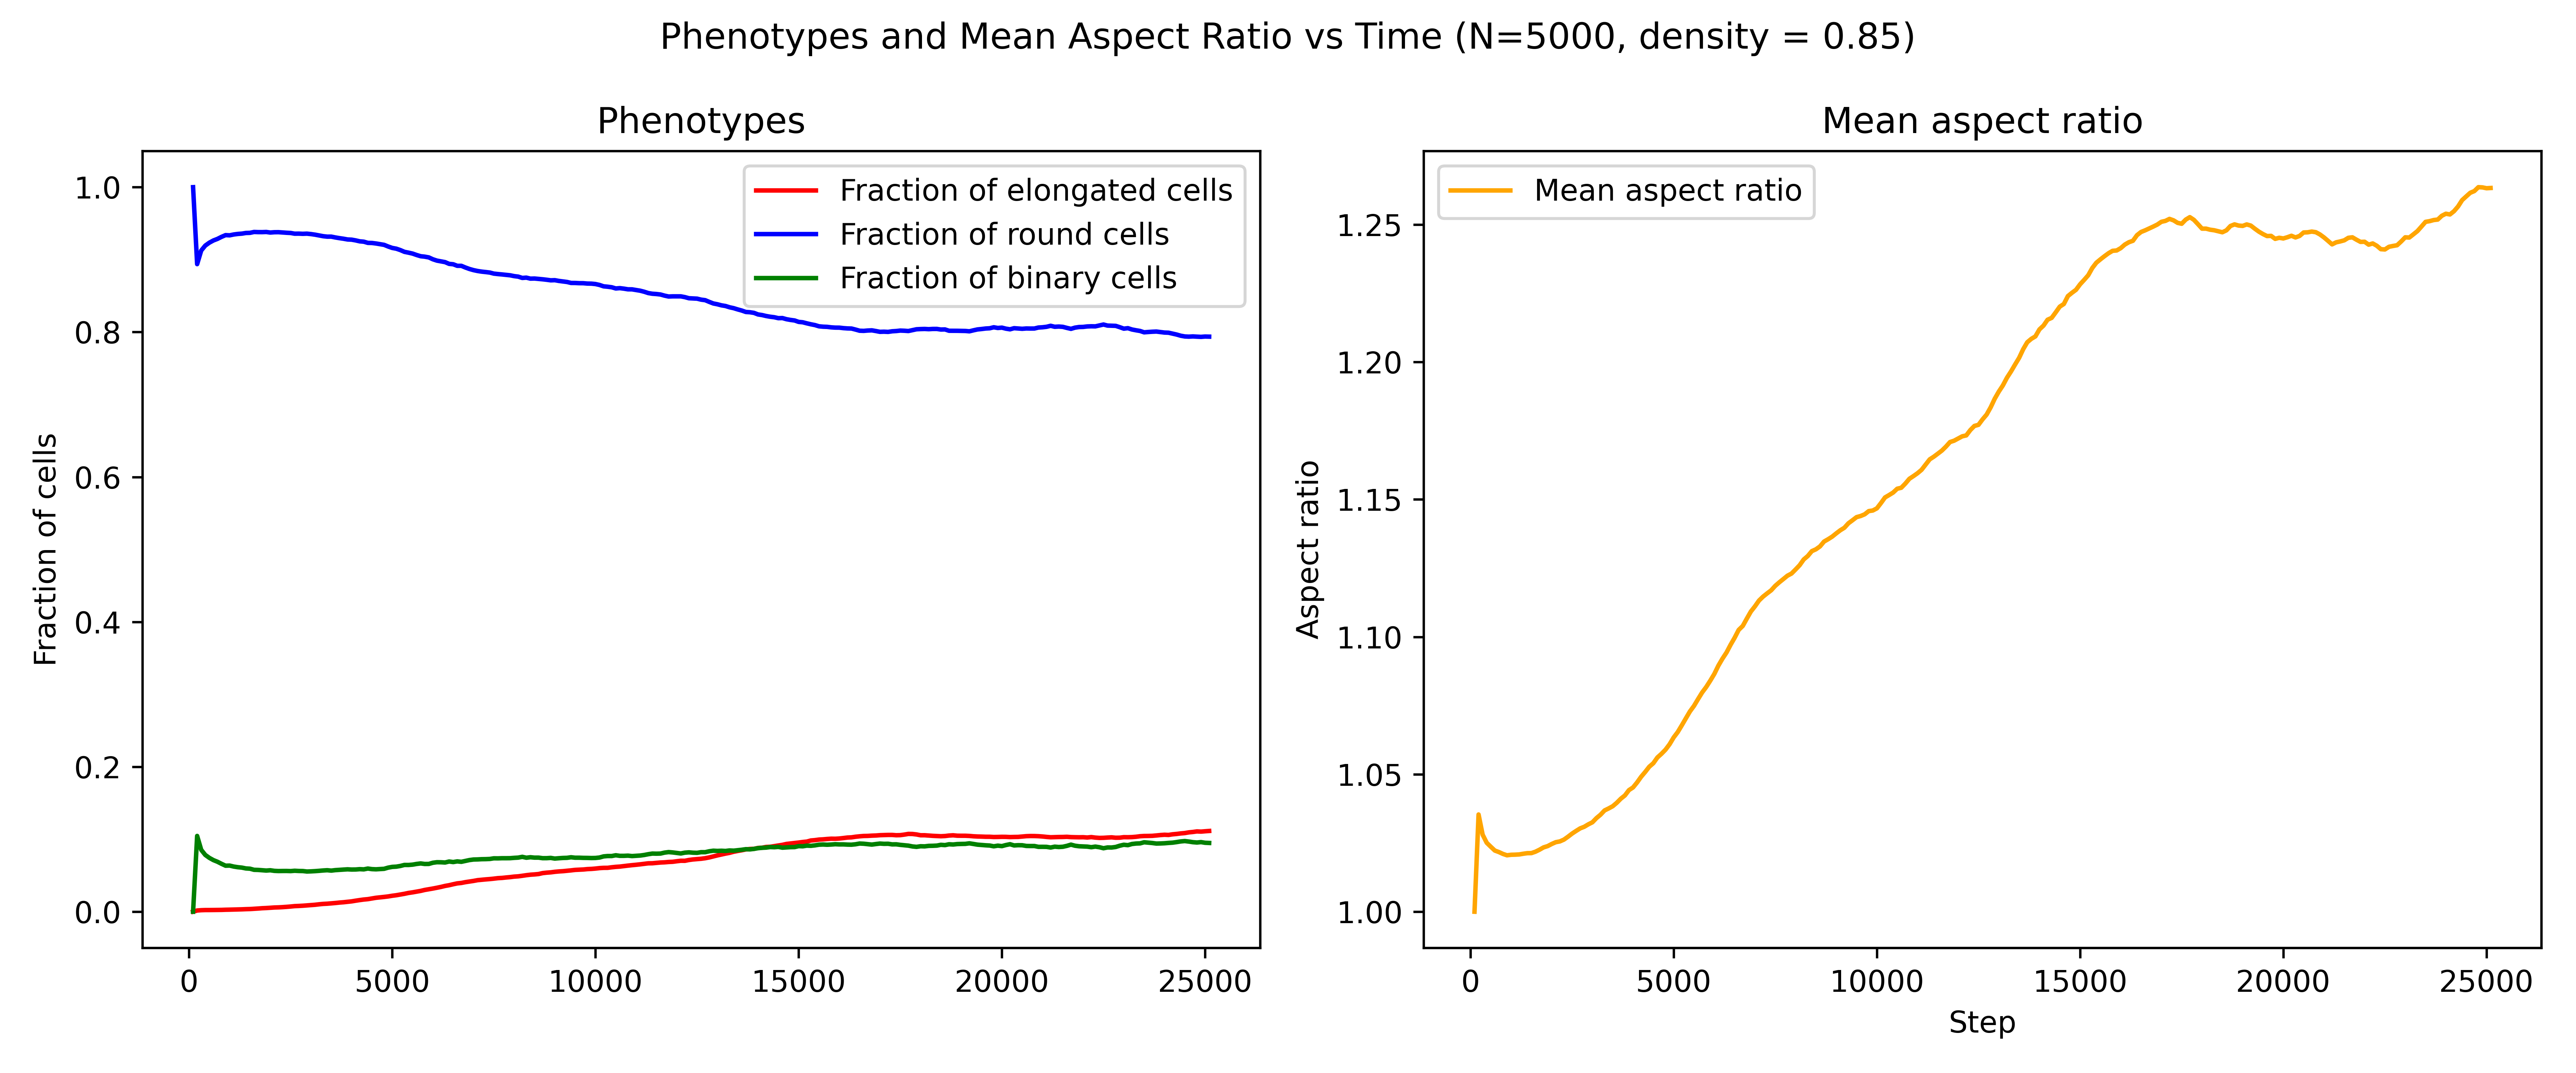 Phenotypes and Mean Aspect Ratio vs Time (N=5000, density = 0.85)
Phenotypes
Fraction of cells
1.0
0.8
0.6
0.4
0.2
0.0
Fraction of elongated cells
Fraction of round cells
Fraction of binary cells
0 5000 10000 15000 20000 25000
Mean aspect ratio
Aspect ratio
1.25
1.20
1.15
1.10
1.05
1.00
Mean aspect ratio
0 5000 10000 15000 20000 25000
Step